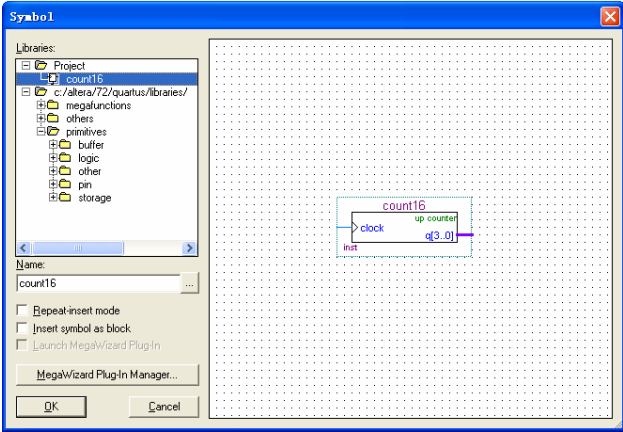 Symbol
Libraries:
Project
count16
c:/altera/72/quartus/libraries/
megafunctions
others
primitives
buffer
logic
other
pin
storage
Name:
count16
...
Repeat-insert mode
Insert symbol as block
Launch MegaWizard Plug-In
MegaWizard Plug-In Manager...
OK
Cancel
count16
up counter
clock
q[3..0]
inst